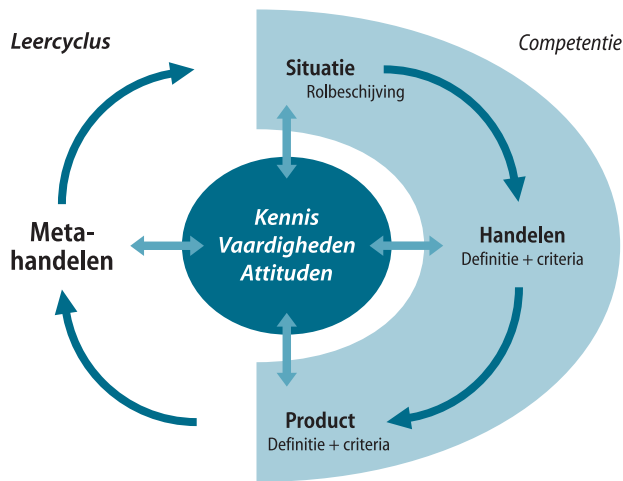 Leercyclus
Competentie
Situatie
Rolbeschijving
Kennis
Vaardigheden
Attituden
Meta-
handelen
Handelen
Definitie + criteria
Product
Definitie + criteria